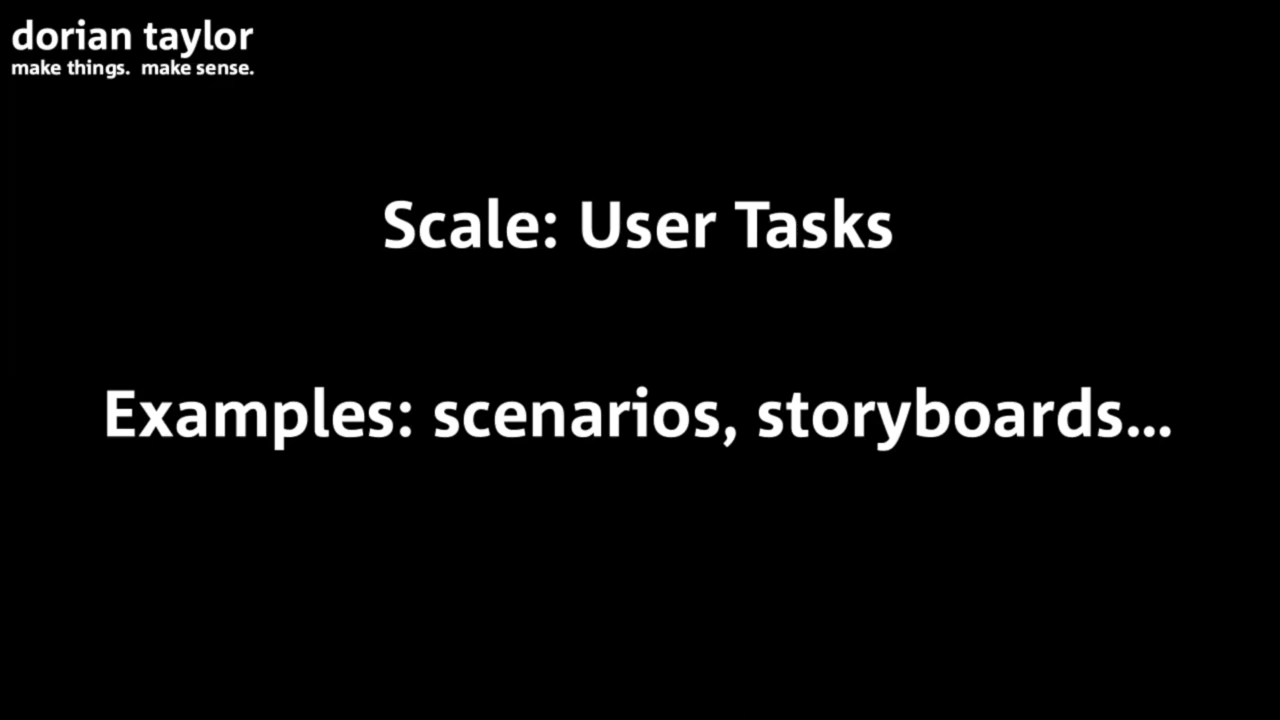 dorian taylor
make things.  make sense.
Scale: User Tasks
Examples: scenarios, storyboards...